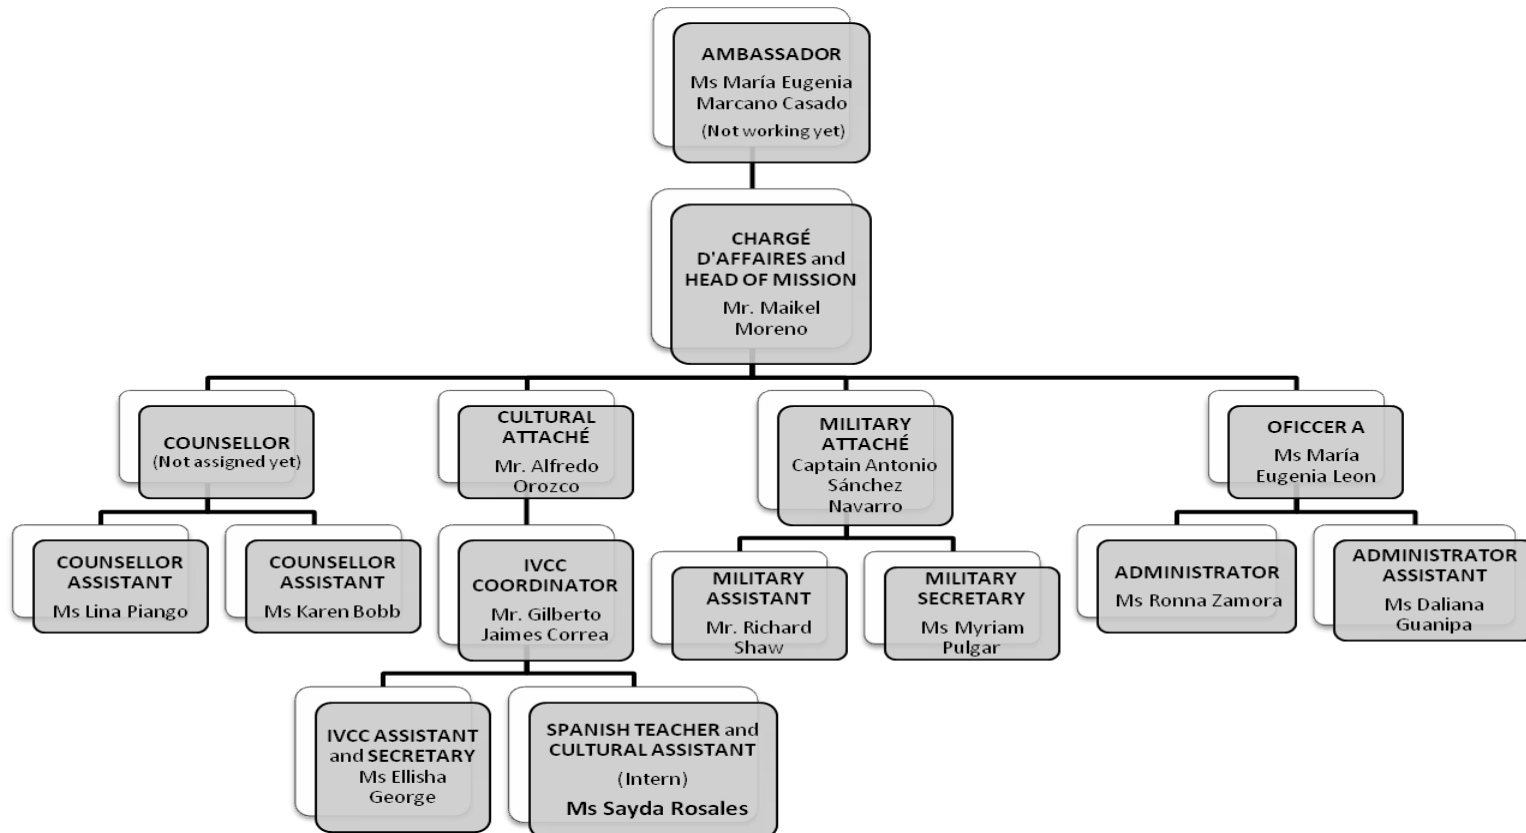 AMBASSADOR
Ms María Eugenia
Marcano Casado
(Not working yet)
CHARGÉ
D'AFFAIRES and
HEAD OF MISSION
Mr. Maikel
Moreno
COUNSELLOR
(Not assigned yet)
CULTURAL
ATTACHÉ
Mr. Alfredo
Orozco
MILITARY
ATTACHÉ
Captain Antonio
Sánchez
Navarro
OFICCER A
Ms María
Eugenia Leon
COUNSELLOR
ASSISTANT
Ms Lina Piango
COUNSELLOR
ASSISTANT
Ms Karen Bobb
IVCC
COORDINATOR
Mr. Gilberto
Jaimes Correa
MILITARY
ASSISTANT
Mr. Richard
Shaw
MILITARY
SECRETARY
Ms Myriam
Pulgar
ADMINISTRATOR
Ms Ronna Zamora
ADMINISTRATOR
ASSISTANT
Ms Daliana
Guanipa
IVCC ASSISTANT
and SECRETARY
Ms Ellisha
George
SPANISH TEACHER and
CULTURAL ASSISTANT
(Intern)
Ms Sayda Rosales